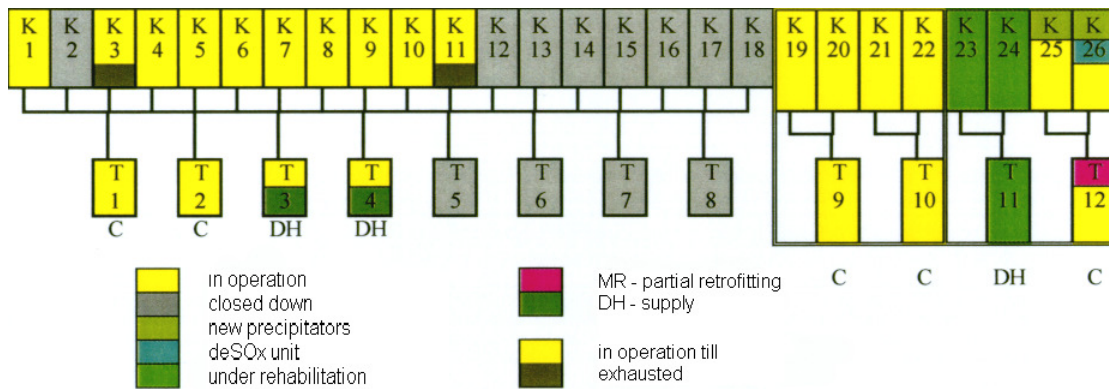 K K K K K K K K K K K K K K K K K K K K K K K K K K
1 2 3 4 5 6 7 8 9 10 11 12 13 14 15 16 17 18 19 20 21 22 23 24 25 26
T T T T T T T T T T T T
1 2 3 4 5 6 7 8 9 10 11 12
C C DH DH
C C DH C
in operation
closed down
new precipitators
deSOx unit
under rehabilitation
MR - partial retrofitting
DH - supply
in operation till
exhausted